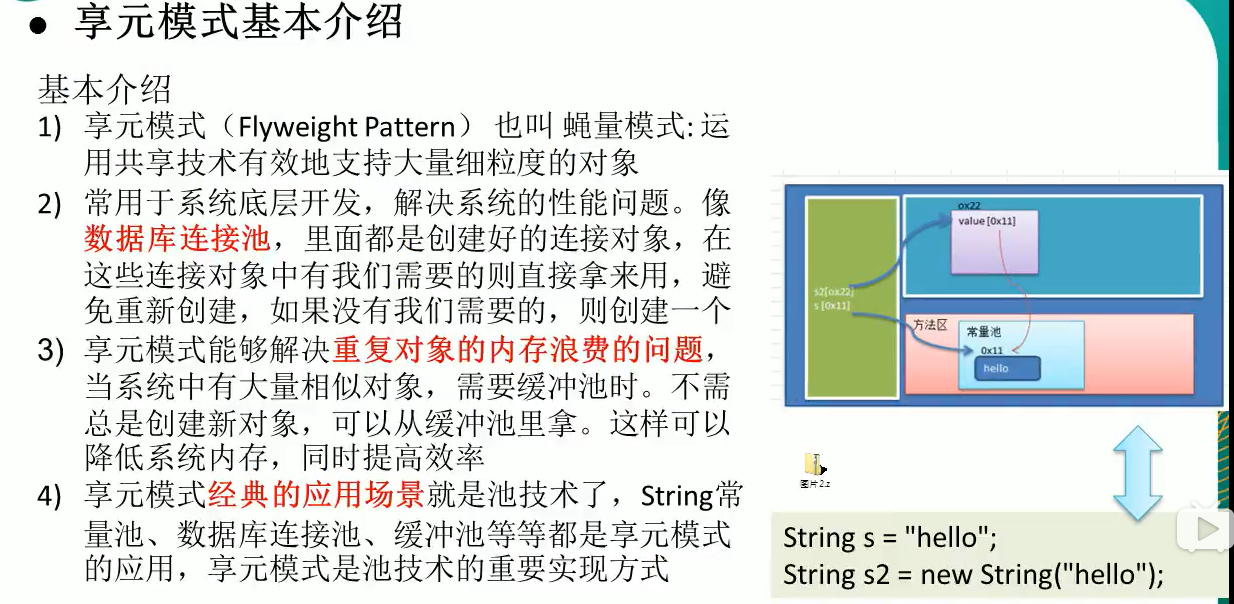 ● 享元模式基本介绍
基本介绍
1) 享元模式（Flyweight Pattern） 也叫 蝇量模式: 运
用共享技术有效地支持大量细粒度的对象
2) 常用于系统底层开发，解决系统的性能问题。像
数据库连接池，里面都是创建好的连接对象，在
这些连接对象中有我们需要的则直接拿来用，避
免重新创建，如果没有我们需要的，则创建一个
3) 享元模式能够解决重复对象的内存浪费的问题，
当系统中有大量相似对象，需要缓冲池时。不需
总是创建新对象，可以从缓冲池里拿。这样可以
降低系统内存，同时提高效率
4) 享元模式经典的应用场景就是池技术了，String常
量池、数据库连接池、缓冲池等等都是享元模式
的应用，享元模式是池技术的重要实现方式
ox22
value [0x11]
s2[ox22]
s [0x11]
方法区
常量池
0x11
hello
图片2.z
String s = "hello";
String s2 = new String("hello");